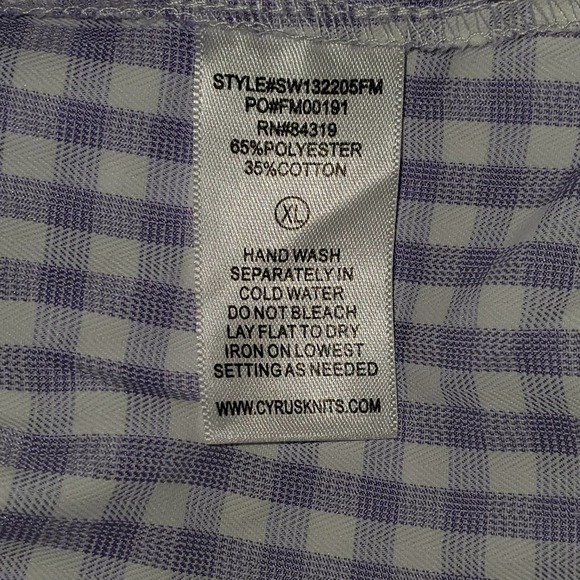 STYLE#SW132205FM
PO#FM00191
RN#84319
65%POLYESTER
35%COTTON
XL
HAND WASH
SEPARATELY IN
COLD WATER
DO NOT BLEACH
LAY FLAT TO DRY
IRON ON LOWEST
SETTING AS NEEDED
WWW.CYRUSKNITS.COM